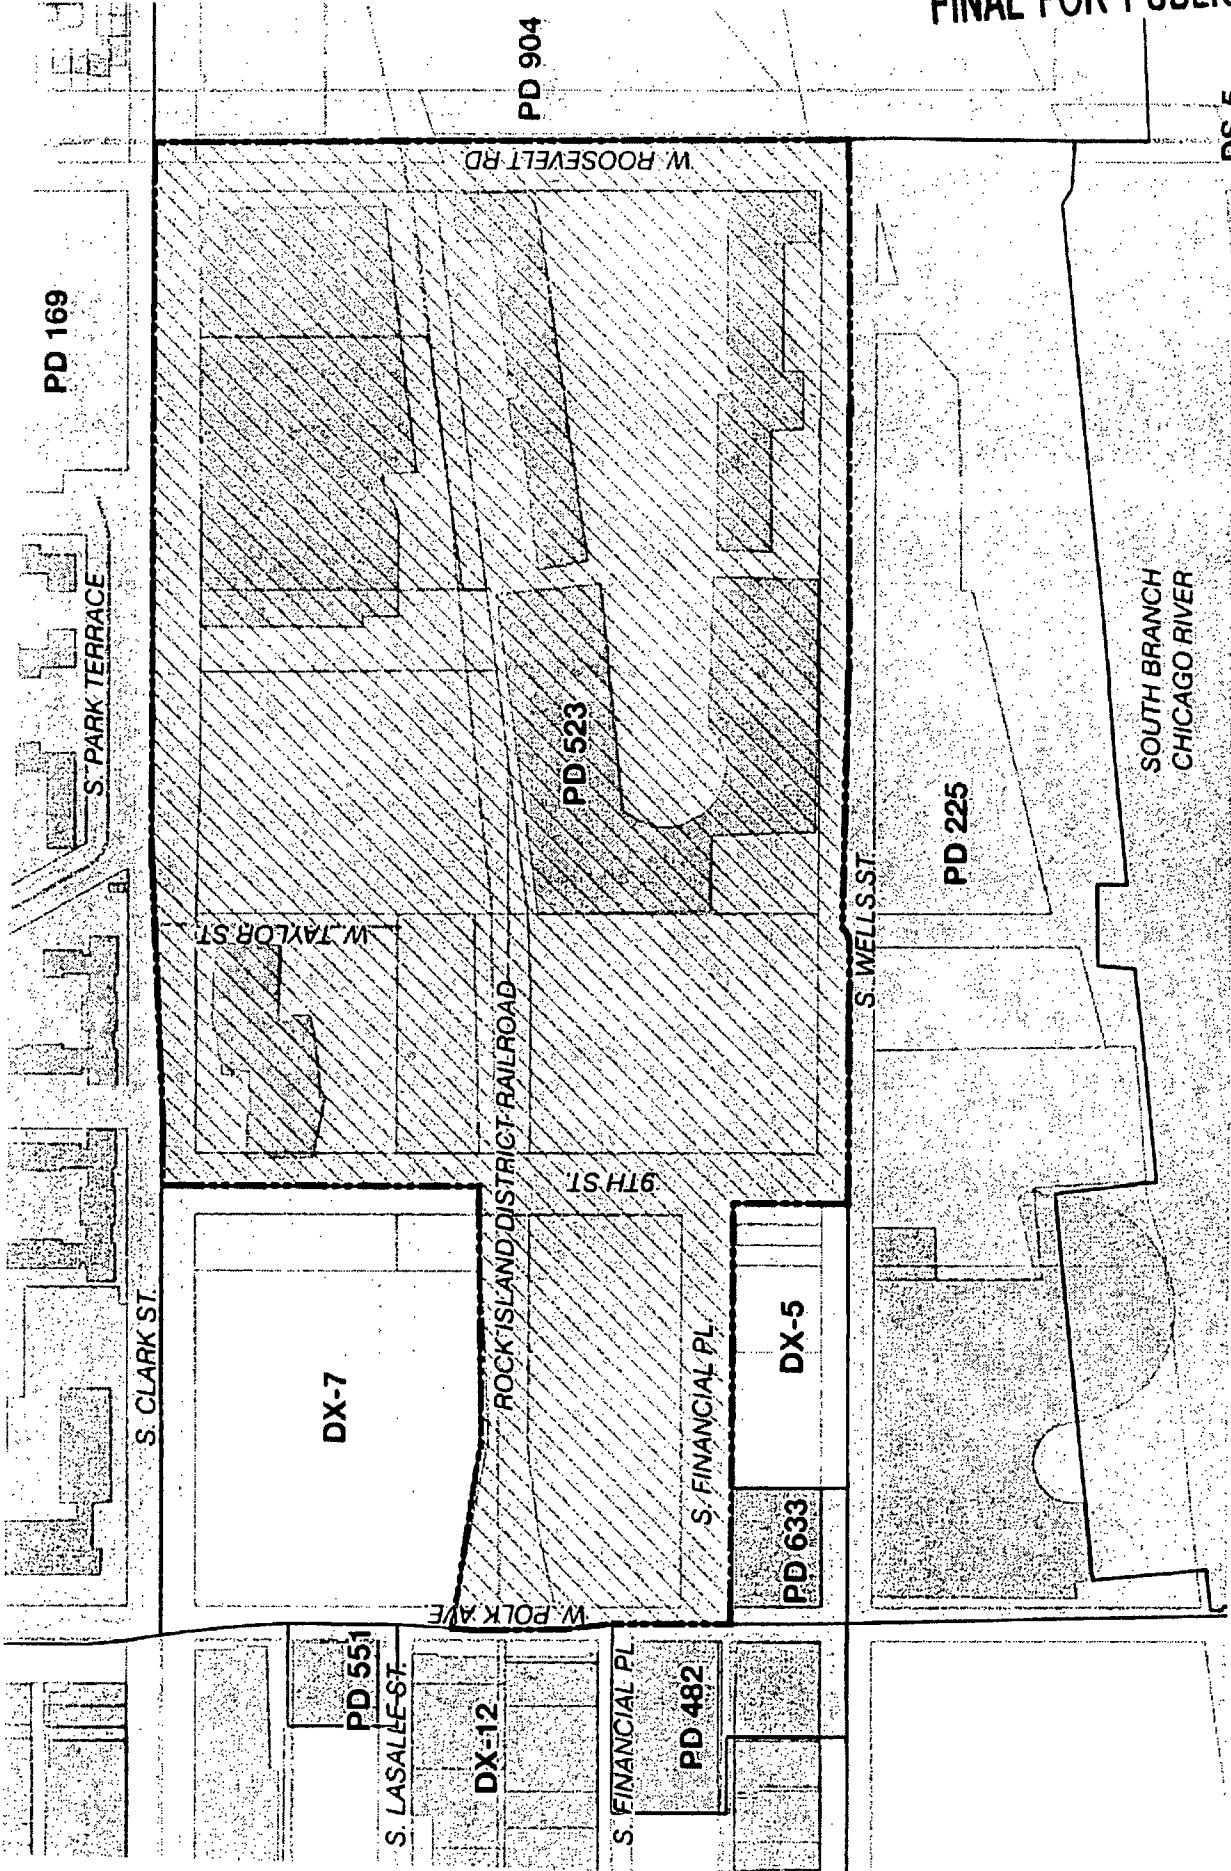 FINAL FOR PUBLIC
PD 904
W. ROOSEVELT RD
PD 169
S. PARK TERRACE
PD 523
SOUTH BRANCH
CHICAGO RIVER
PD 225
W. TAYLOR ST.
S. WELLS ST.
ROCK ISLAND DISTRICT RAILROAD
9TH ST.
S. CLARK ST.
DX-7
DX-5
S. FINANCIAL PL.
PD 633
W. POLK AVE
PD 551
S. LASALLE ST.
DX-12
S. FINANCIAL PL.
PD 482